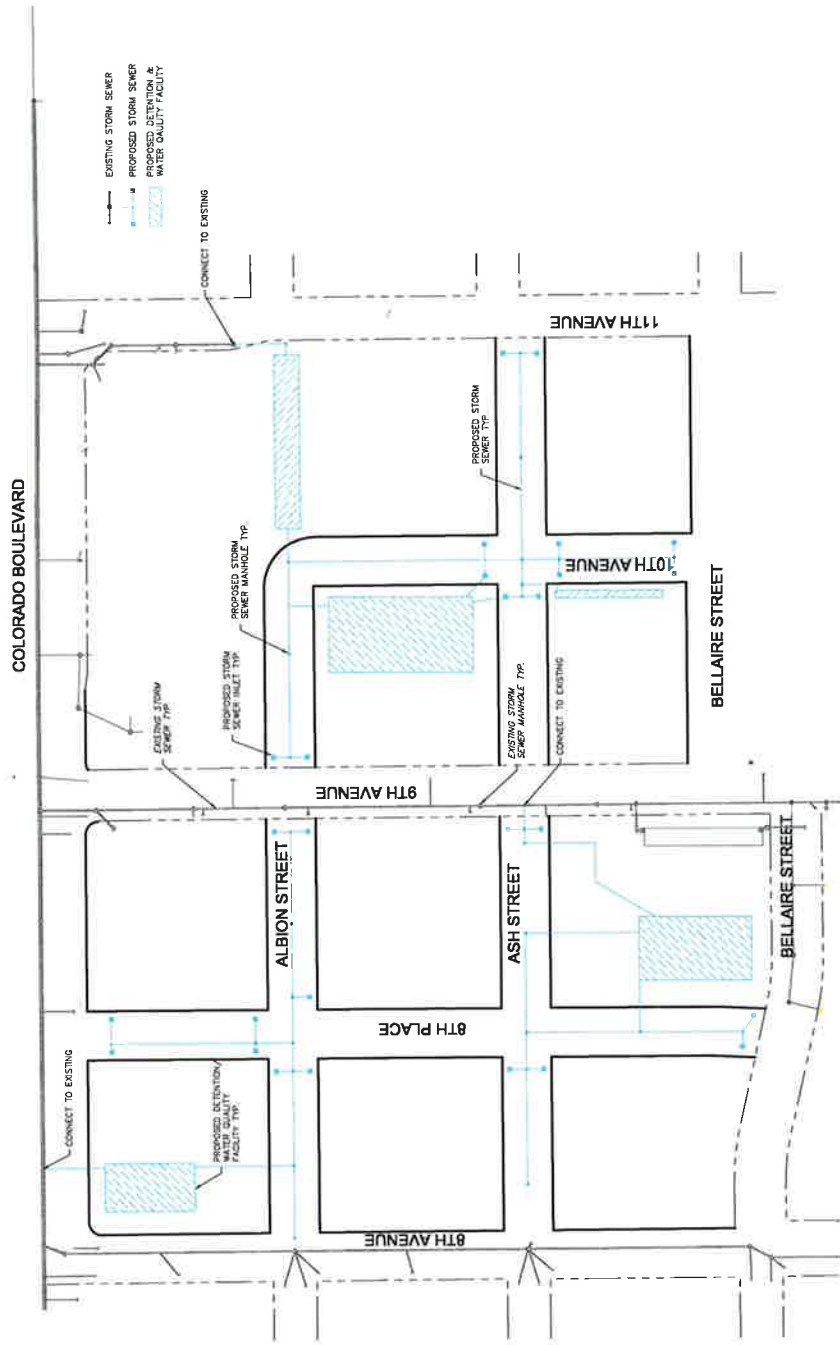 COLORADO BOULEVARD
EXISTING STORM SEWER
PROPOSED STORM SEWER
PROPOSED DETENTION &
WATER QAULITY FACILITY
CONNECT TO EXISTING
11TH AVENUE
PROPOSED STORM
SEWER TYP.
PROPOSED STORM
SEWER MANHOLE TYP.
PROPOSED STORM
SEWER INLET TYP.
10TH AVENUE
BELLAIRE STREET
EXISTING STORM
SEWER TYP.
EXISTING STORM
SEWER MANHOLE TYP.
CONNECT TO EXISTING
9TH AVENUE
ALBION STREET
ASH STREET
BELLAIRE STREET
8TH PLACE
CONNECT TO EXISTING
PROPOSED DETENTION/
WATER QUALITY
FACILITY TYP.
8TH AVENUE